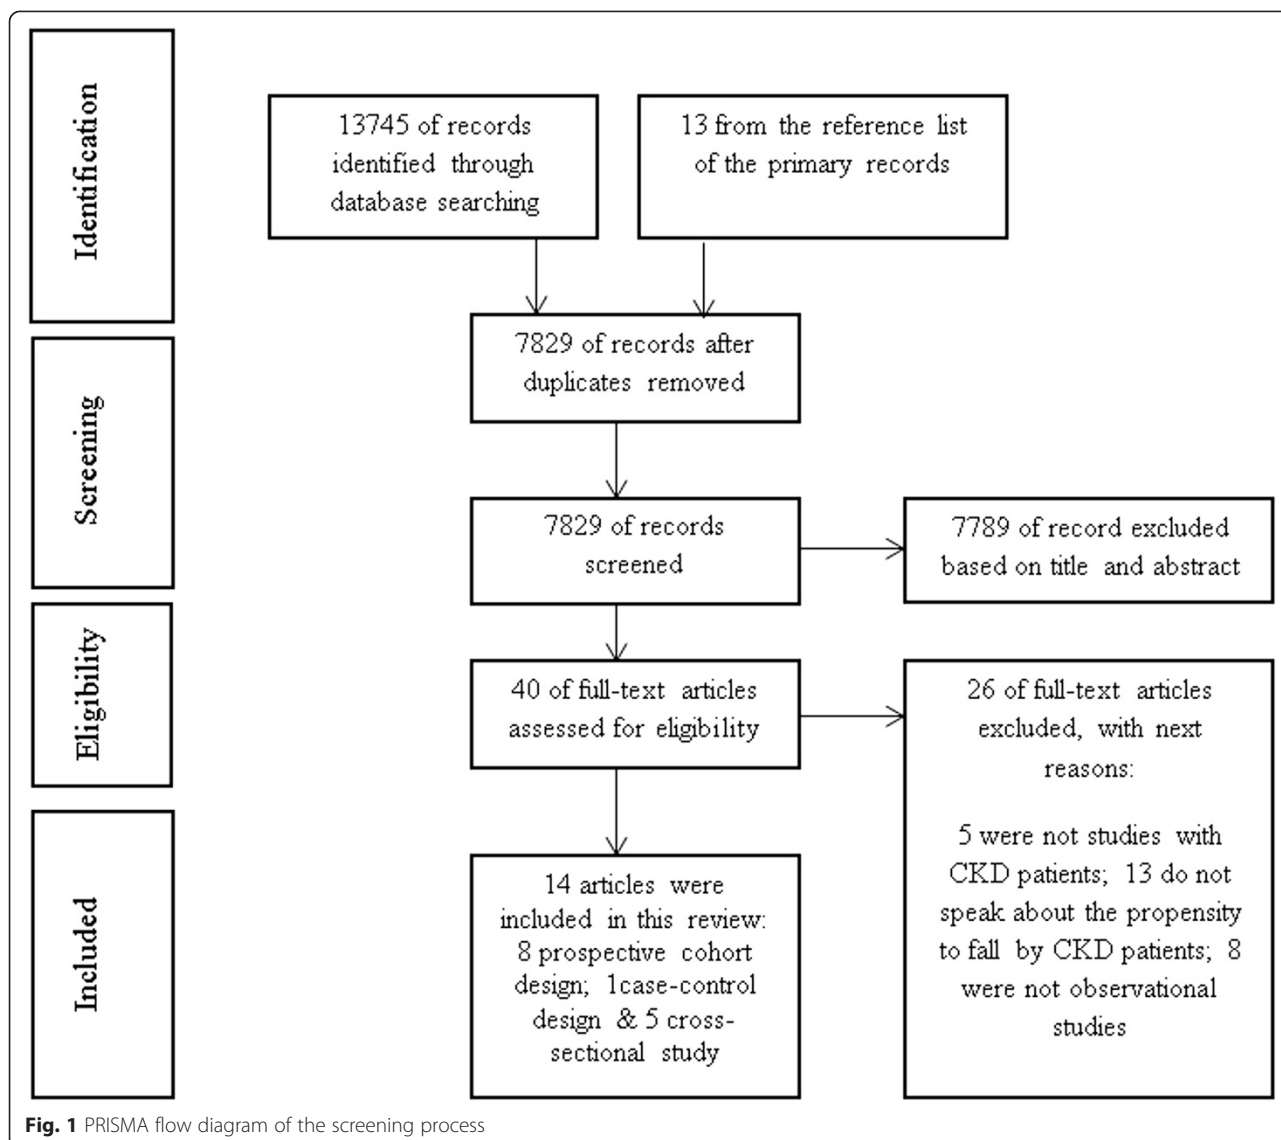 Identification
13745 of records
identified through
database searching
13 from the reference list
of the primary records
7829 of records after
duplicates removed
Screening
7829 of records
screened
7789 of record excluded
based on title and abstract
Eligibility
40 of full-text articles
assessed for eligibility
26 of full-text articles
excluded, with next
reasons:
5 were not studies with
CKD patients; 13 do not
speak about the propensity
to fall by CKD patients; 8
were not observational
studies
Included
14 articles were
included in this review:
8 prospective cohort
design; 1case-control
design & 5 cross-
sectional study
Fig. 1 PRISMA flow diagram of the screening process